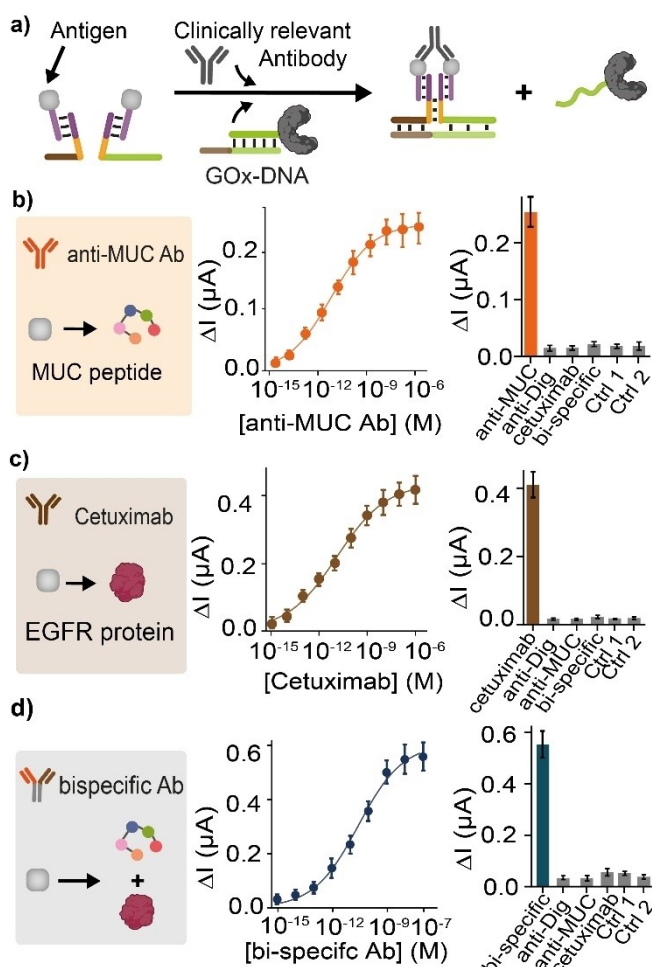 a)
Antigen
Clinically relevant
Antibody
+
GOx-DNA
b)
anti-MUC Ab
MUC peptide
ΔI (μA)
0.2
0.1
0.0
10-15 10-12 10-9 10-6
[anti-MUC Ab] (M)
ΔI (μA)
0.2
0.1
0.0
anti-MUC
anti-Dig
cetuximab
bi-specific
Ctrl 1
Ctrl 2
c)
Cetuximab
EGFR protein
ΔI (μA)
0.4
0.2
0.0
10-15 10-12 10-9 10-6
[Cetuximab] (M)
ΔI (μA)
0.4
0.2
0.0
cetuximab
anti-Dig
anti-MUC
bi-specific
Ctrl 1
Ctrl 2
d)
bispecific Ab
+
ΔI (μA)
0.6
0.4
0.2
0.0
10-15 10-12 10-9 10-7
[bi-specifc Ab] (M)
ΔI (μA)
0.6
0.4
0.2
0.0
bi-specific
anti-Dig
anti-MUC
cetuximab
Ctrl 1
Ctrl 2